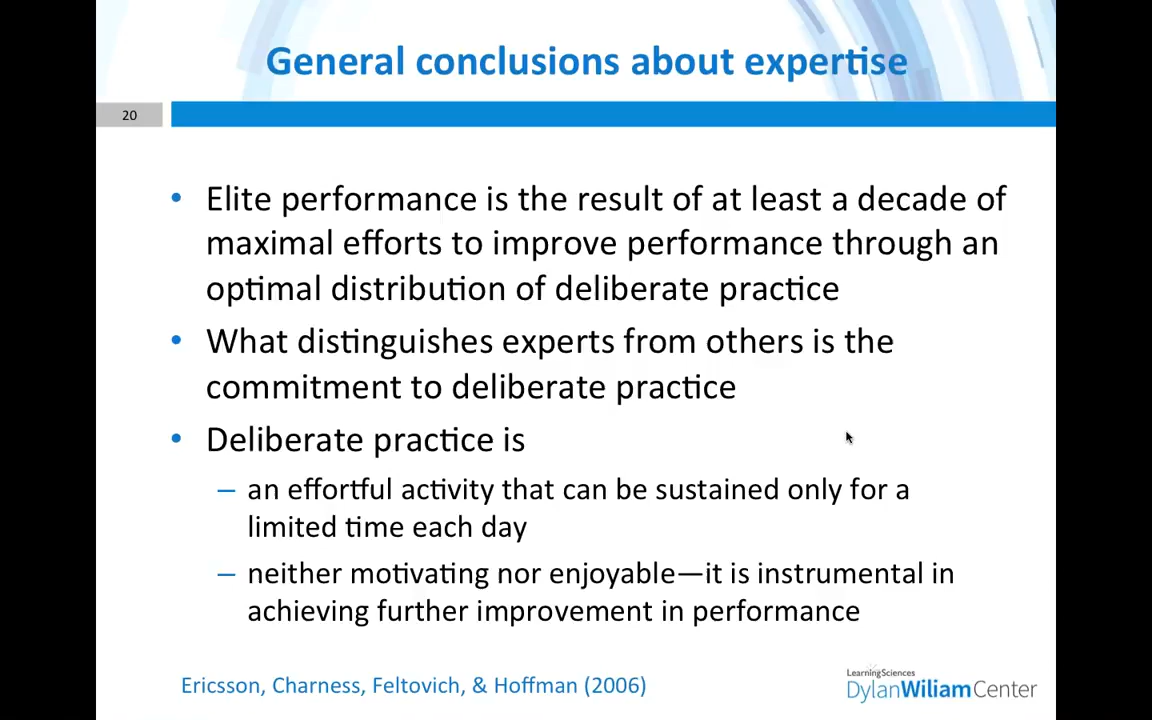 General conclusions about expertise
20
• Elite performance is the result of at least a decade of
maximal efforts to improve performance through an
optimal distribution of deliberate practice
• What distinguishes experts from others is the
commitment to deliberate practice
• Deliberate practice is
– an effortful activity that can be sustained only for a
limited time each day
– neither motivating nor enjoyable—it is instrumental in
achieving further improvement in performance
Ericsson, Charness, Feltovich, & Hoffman (2006)
LearningSciences
DylanWiliamCenter